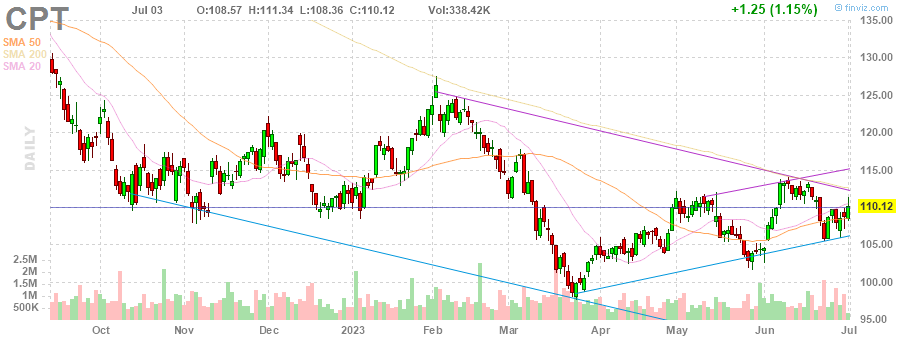 CPT Jul 03 O:108.57 H:111.34 L:108.36 C:110.12 Vol:338.42K +1.25 (1.15%) @ finviz.com
SMA 50
SMA 200
SMA 20
DAILY
135.00
130.00
125.00
120.00
115.00
110.12
105.00
100.00
95.00
2.5M
2M
1.5M
1M
500K
Oct Nov Dec 2023 Feb Mar Apr May Jun Jul